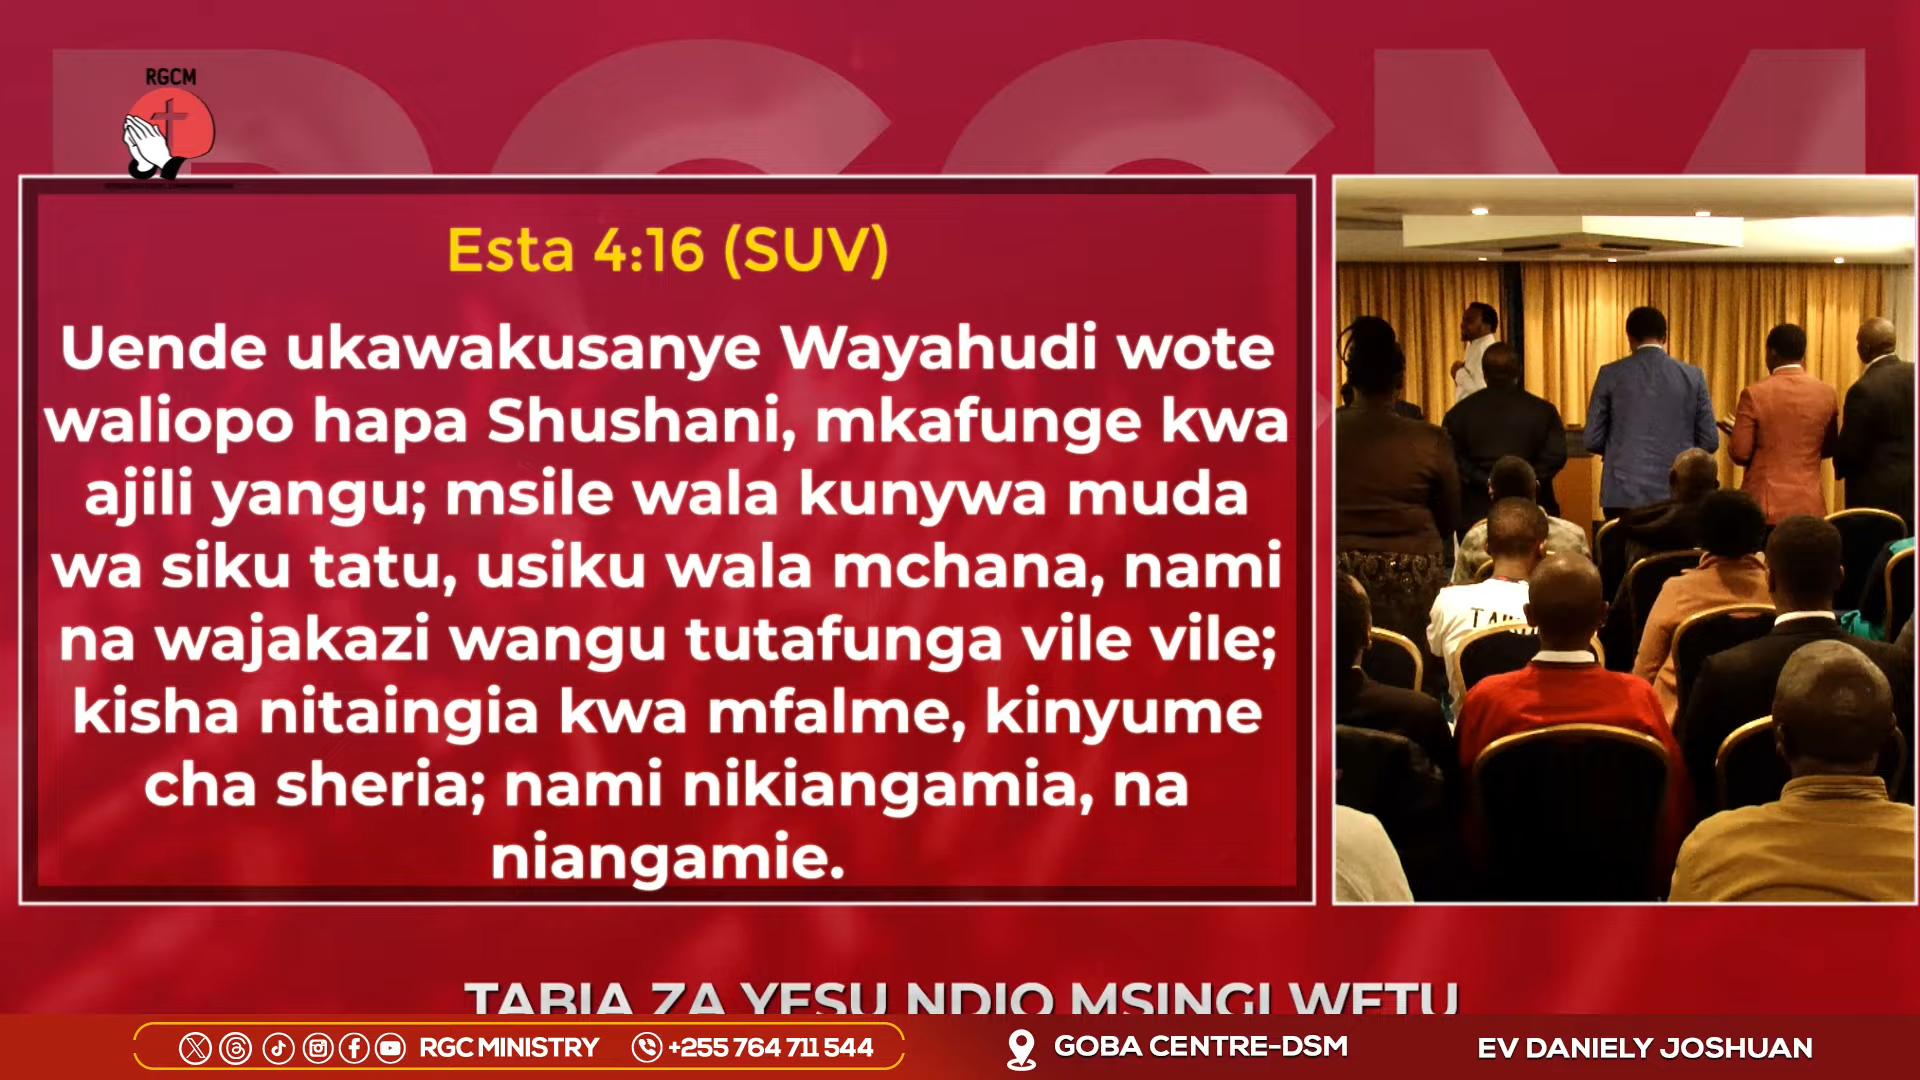 RGCM
RGCM
Esta 4:16 (SUV)
Uende ukawakusanye Wayahudi wote
waliopo hapa Shushani, mkafunge kwa
ajili yangu; msile wala kunywa muda
wa siku tatu, usiku wala mchana, nami
na wajakazi wangu tutafunga vile vile;
kisha nitaingia kwa mfalme, kinyume
cha sheria; nami nikiangamia, na
niangamie.
TABIA ZA YESU NDIO MSINGI WETU
RGC MINISTRY +255 764 711 544
GOBA CENTRE-DSM
EV DANIELY JOSHUAN